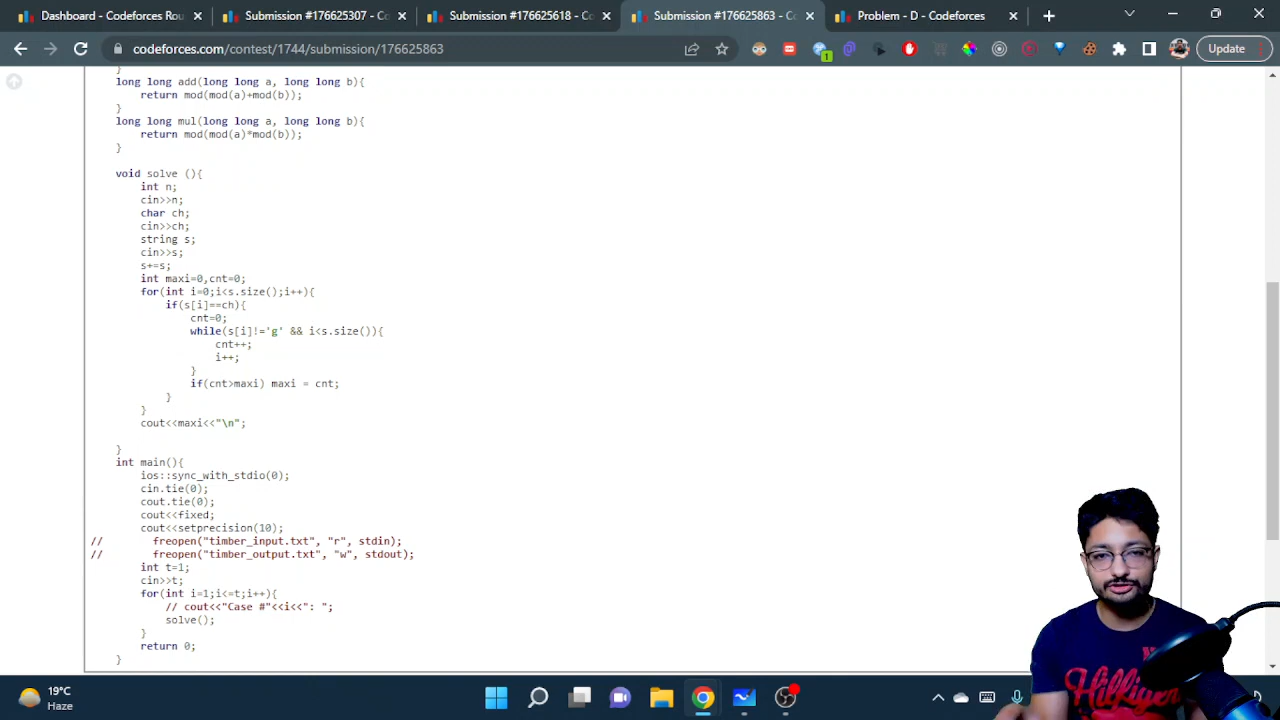 Dashboard - Codeforces Rou
Submission #176625307 - Co
Submission #176625618 - Co
Submission #176625863 - Co
Problem - D - Codeforces
codeforces.com/contest/1744/submission/176625863
1
Update
}
long long add(long long a, long long b){
return mod(mod(a)+mod(b));
}
long long mul(long long a, long long b){
return mod(mod(a)*mod(b));
}
void solve (){
int n;
cin>>n;
char ch;
cin>>ch;
string s;
cin>>s;
s+=s;
int maxi=0,cnt=0;
for(int i=0;i<s.size();i++){
if(s[i]==ch){
cnt=0;
while(s[i]!='g' && i<s.size()){
cnt++;
i++;
}
if(cnt>maxi) maxi = cnt;
}
}
cout<<maxi<<"\n";
}
int main(){
ios::sync_with_stdio(0);
cin.tie(0);
cout.tie(0);
cout<<fixed;
cout<<setprecision(10);
// freopen("timber_input.txt", "r", stdin);
// freopen("timber_output.txt", "w", stdout);
int t=1;
cin>>t;
for(int i=1;i<=t;i++){
// cout<<"Case #"<<i<<": ";
solve();
}
return 0;
}
19°C
Haze